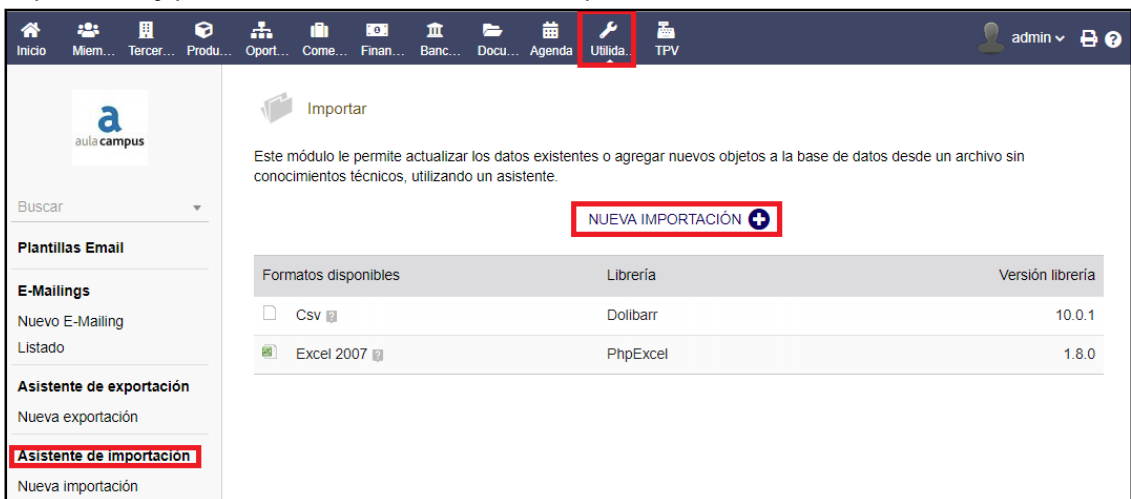 Inicio Miem... Tercer... Produ... Oport... Come... Finan... Banc... Docu... Agenda Utilida... TPV admin
a
aulacampus
Buscar
Plantillas Email
E-Mailings
Nuevo E-Mailing
Listado
Asistente de exportación
Nueva exportación
Asistente de importación
Nueva importación
Importar
Este módulo le permite actualizar los datos existentes o agregar nuevos objetos a la base de datos desde un archivo sin
conocimientos técnicos, utilizando un asistente.
NUEVA IMPORTACIÓN
Formatos disponibles Librería Versión librería
Csv Dolibarr 10.0.1
Excel 2007 PhpExcel 1.8.0